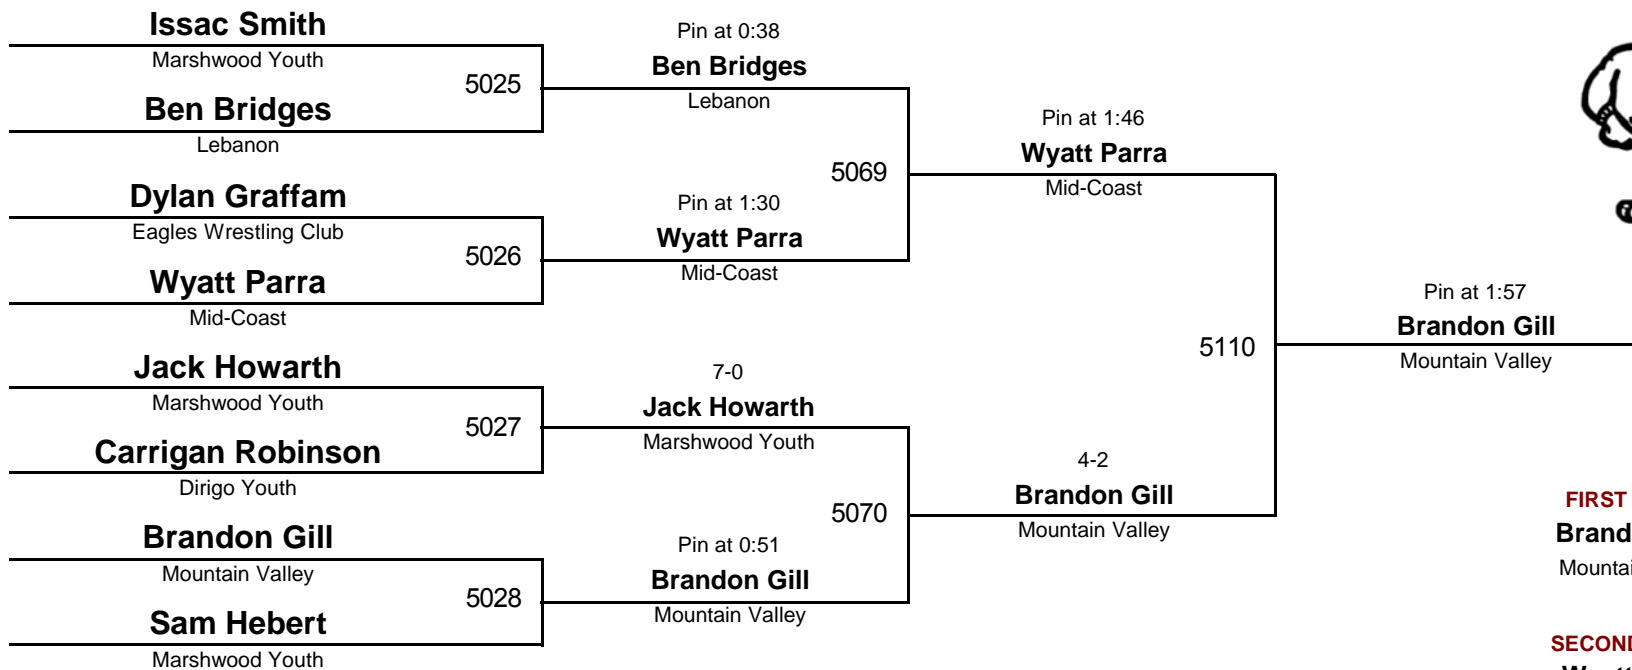 Issac Smith
Marshwood Youth
5025
Ben Bridges
Lebanon
Dylan Graffam
Eagles Wrestling Club
5026
Wyatt Parra
Mid-Coast
Jack Howarth
Marshwood Youth
5027
Carrigan Robinson
Dirigo Youth
Brandon Gill
Mountain Valley
5028
Sam Hebert
Marshwood Youth
Pin at 0:38
Ben Bridges
Lebanon
5069
Pin at 1:30
Wyatt Parra
Mid-Coast
7-0
Jack Howarth
Marshwood Youth
5070
Pin at 0:51
Brandon Gill
Mountain Valley
Pin at 1:46
Wyatt Parra
Mid-Coast
5110
4-2
Brandon Gill
Mountain Valley
Pin at 1:57
Brandon Gill
Mountain Valley
FIRST